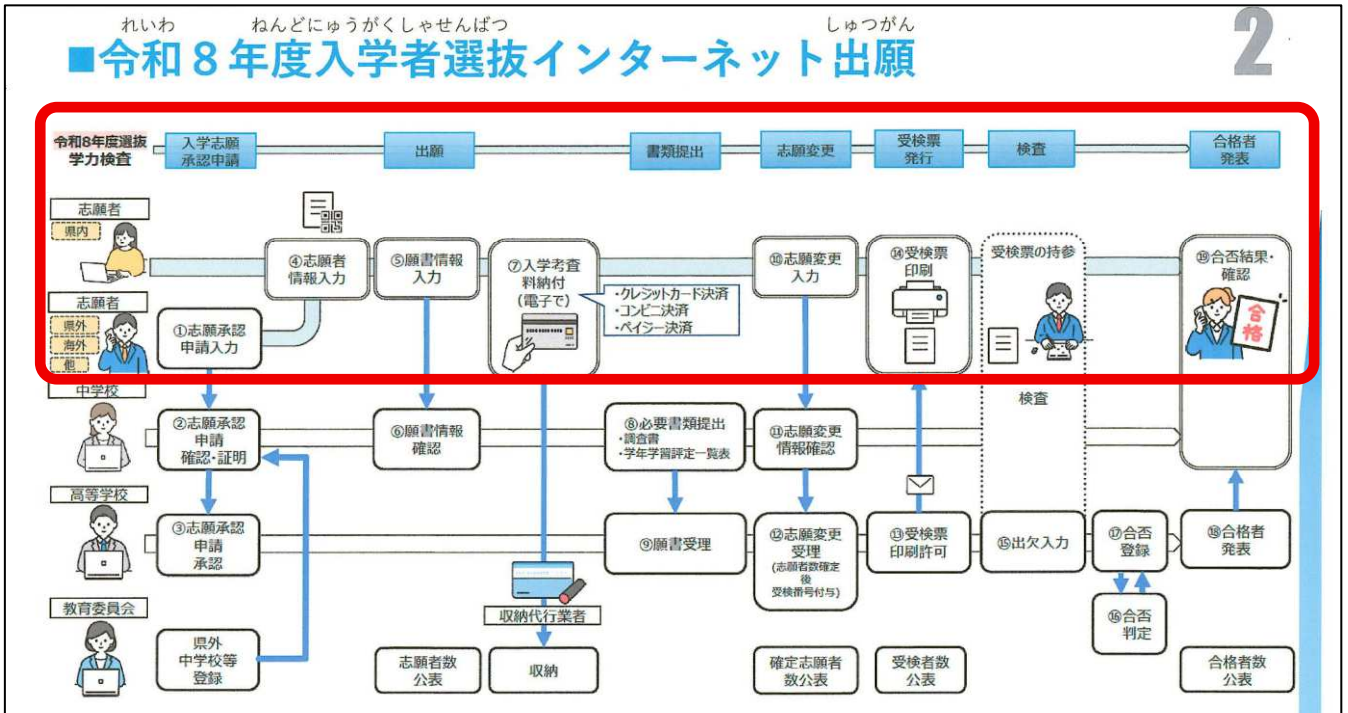 れいわ ねんどにゅうがくしゃせんばつ しゅつがん
■令和８年度入学者選抜インターネット出願
2
令和8年度選抜
学力検査
入学志願
承認申請
出願
書類提出
志願変更
受検票
発行
検査
合格者
発表
志願者
県内
④志願者
情報入力
⑤願書情報
入力
⑦入学考査
料納付
(電子で)
・クレジットカード決済
・コンビニ決済
・ペイジー決済
⑩志願変更
入力
⑭受検票
印刷
受検票の持参
⑲合否結果・
確認
合格
志願者
県外
海外
他
①志願承認
申請入力
中学校
②志願承認
申請
確認・証明
⑥願書情報
確認
⑧必要書類提出
・調査書
・学年学習評定一覧表
⑪志願変更
情報確認
検査
高等学校
③志願承認
申請
承認
⑨願書受理
⑫志願変更
受理
(志願者数確定
後
受検番号付与)
⑬受検票
印刷許可
⑮出欠入力
⑰合否
登録
⑱合格者
発表
収納代行業者
⑯合否
判定
教育委員会
県外
中学校等
登録
志願者数
公表
収納
確定志願者
数公表
受検者数
公表
合格者数
公表